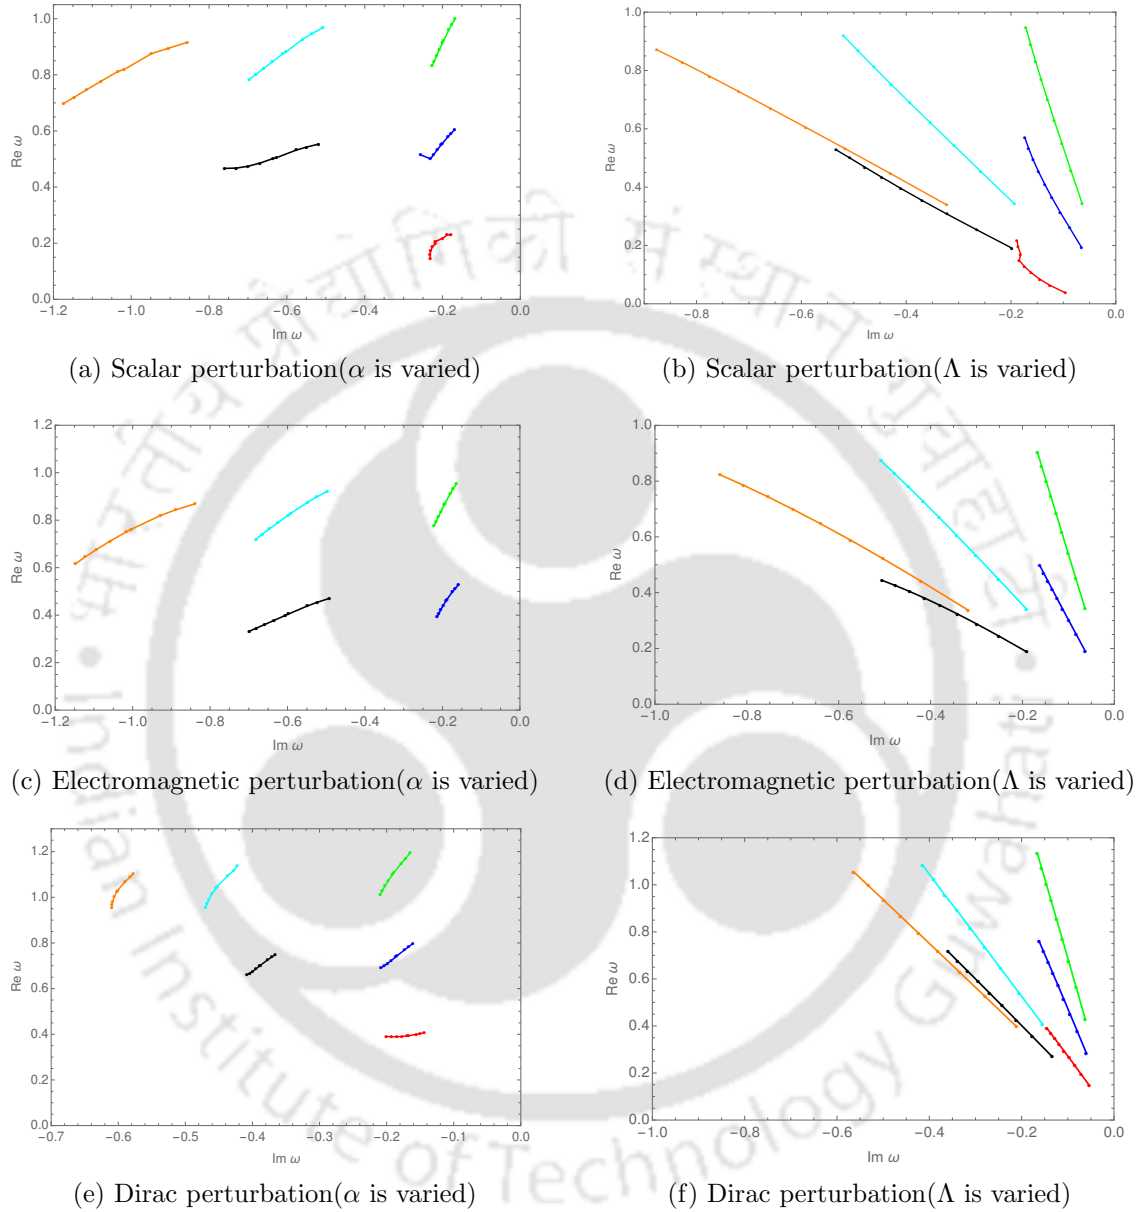 Re ω
1.0
0.8
0.6
0.4
0.2
0.0
-1.2 -1.0 -0.8 -0.6 -0.4 -0.2 0.0
Im ω
(a) Scalar perturbation(α is varied)
Re ω
1.0
0.8
0.6
0.4
0.2
0.0
-0.8 -0.6 -0.4 -0.2 0.0
Im ω
(b) Scalar perturbation(Λ is varied)
Re ω
1.2
1.0
0.8
0.6
0.4
0.2
0.0
-1.2 -1.0 -0.8 -0.6 -0.4 -0.2 0.0
Im ω
(c) Electromagnetic perturbation(α is varied)
Re ω
1.0
0.8
0.6
0.4
0.2
0.0
-1.0 -0.8 -0.6 -0.4 -0.2 0.0
Im ω
(d) Electromagnetic perturbation(Λ is varied)
Re ω
1.2
1.0
0.8
0.6
0.4
0.2
0.0
-0.7 -0.6 -0.5 -0.4 -0.3 -0.2 -0.1 0.0
Im ω
(e) Dirac perturbation(α is varied)
Re ω
1.2
1.0
0.8
0.6
0.4
0.2
0.0
-1.0 -0.8 -0.6 -0.4 -0.2 0.0
Im ω
(f) Dirac perturbation(Λ is varied)
Indian Institute of Technology Guwahati